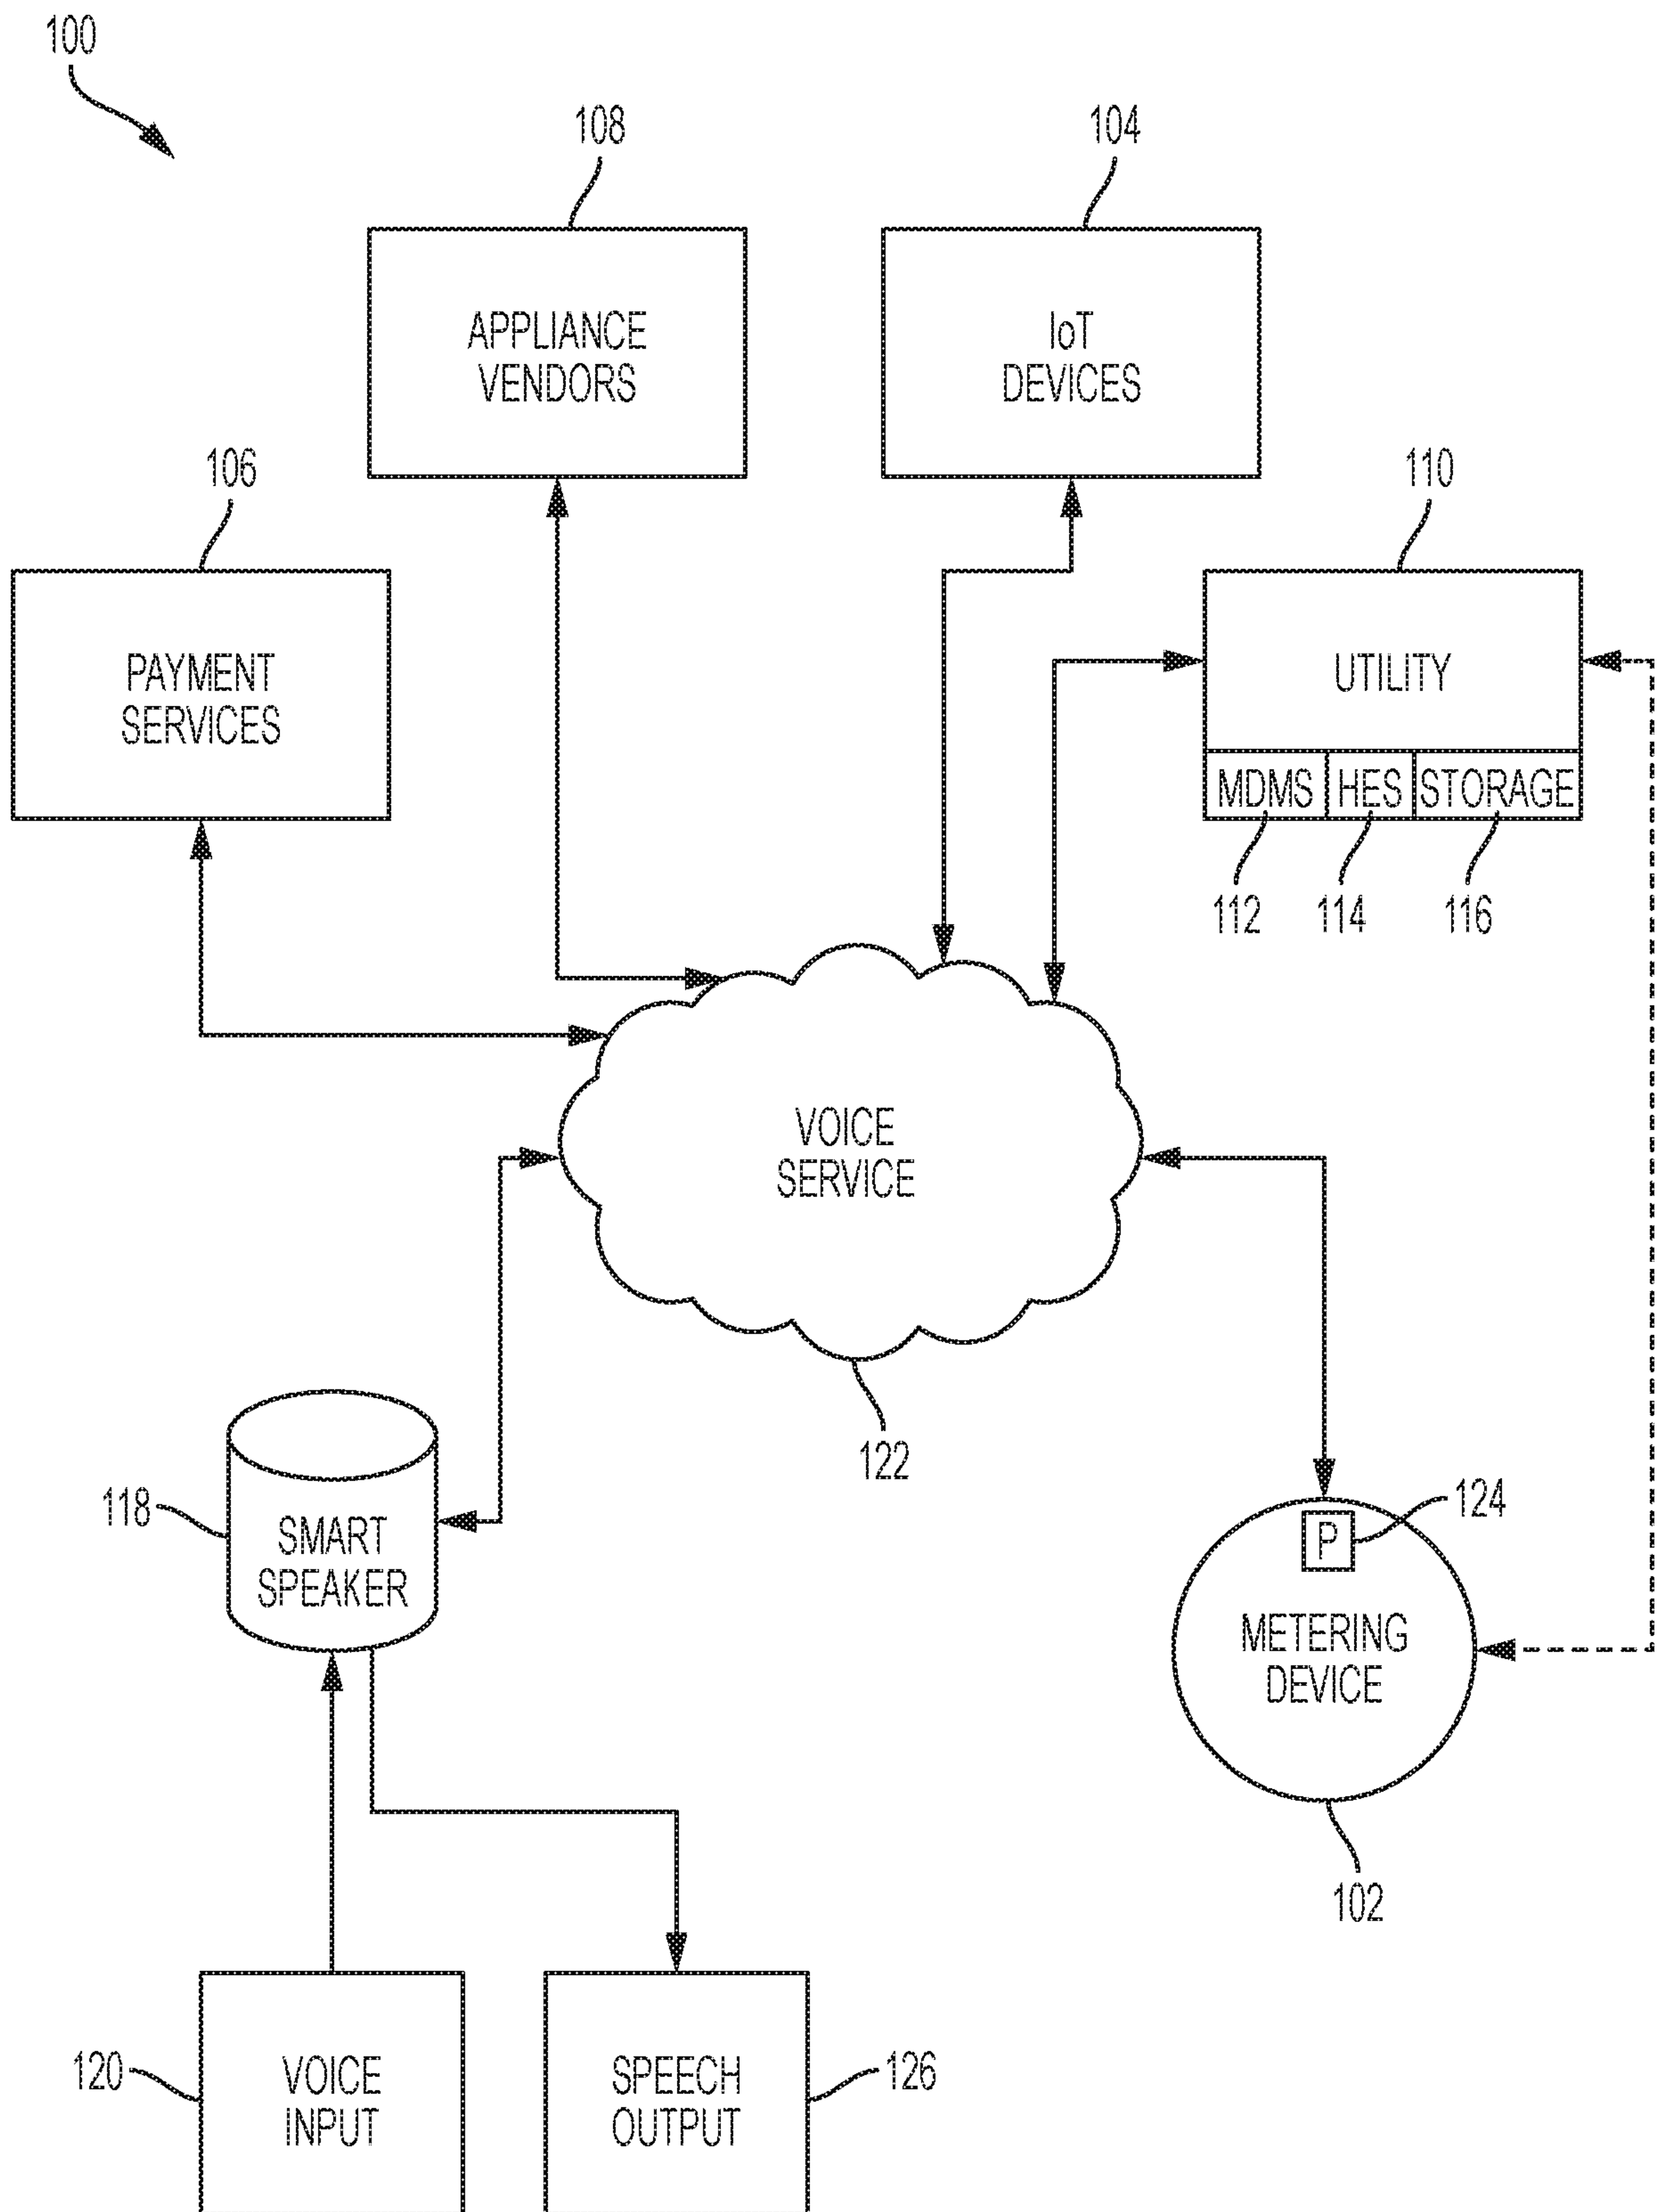 100
108
104
APPLIANCE
VENDORS
IoT
DEVICES
106
110
PAYMENT
SERVICES
UTILITY
MDMS HES STORAGE
112 114 116
VOICE
SERVICE
122
118
SMART
SPEAKER
124
P
METERING
DEVICE
102
120
VOICE
INPUT
SPEECH
OUTPUT
126